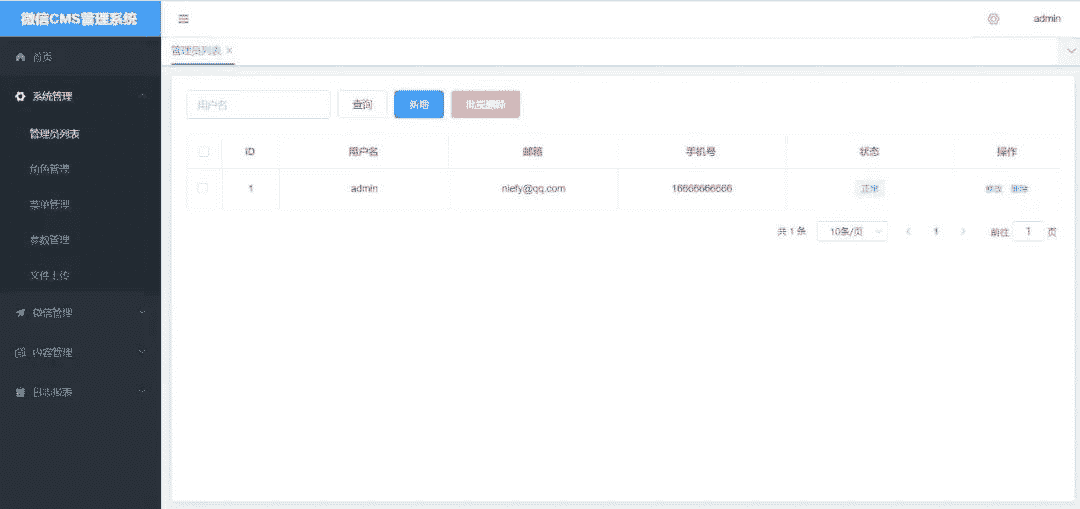 微信CMS管理系统
admin
首页
管理员列表
系统管理
用户名
查询
新增
批量删除
管理员列表
ID
用户名
邮箱
手机号
状态
操作
角色管理
1
admin
niefy@qq.com
16666666666
正常
修改
删除
菜单管理
共 1 条
10条/页
1
前往
1
页
参数管理
文件上传
微信管理
内容管理
日志报表